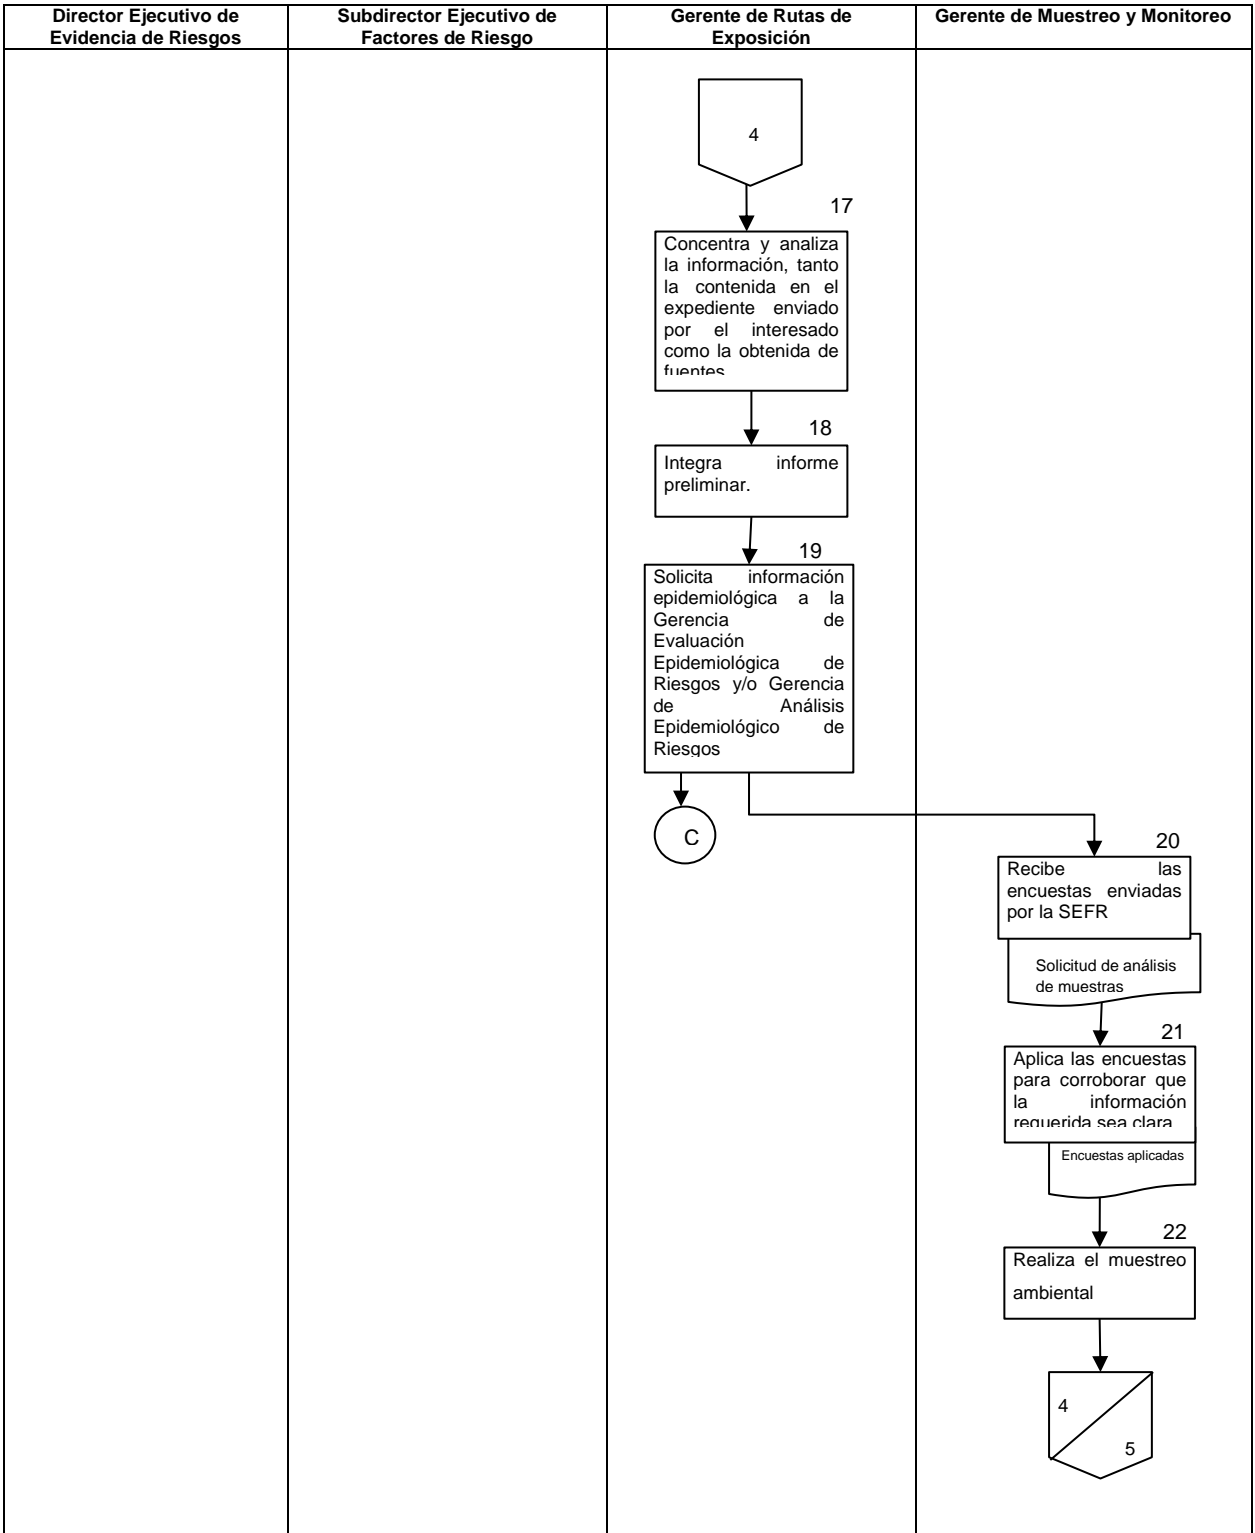 Director Ejecutivo de
Evidencia de Riesgos
Subdirector Ejecutivo de
Factores de Riesgo
Gerente de Rutas de
Exposición
Gerente de Muestreo y Monitoreo
4
17
Concentra y analiza
la información, tanto
la contenida en el
expediente enviado
por el interesado
como la obtenida de
fuentes
18
Integra informe
preliminar.
19
Solicita información
epidemiológica a la
Gerencia de
Evaluación
Epidemiológica de
Riesgos y/o Gerencia
de Análisis
Epidemiológico de
Riesgos
C
20
Recibe las
encuestas enviadas
por la SEFR
Solicitud de análisis
de muestras
21
Aplica las encuestas
para corroborar que
la información
requerida sea clara
Encuestas aplicadas
22
Realiza el muestreo
ambiental
4
5